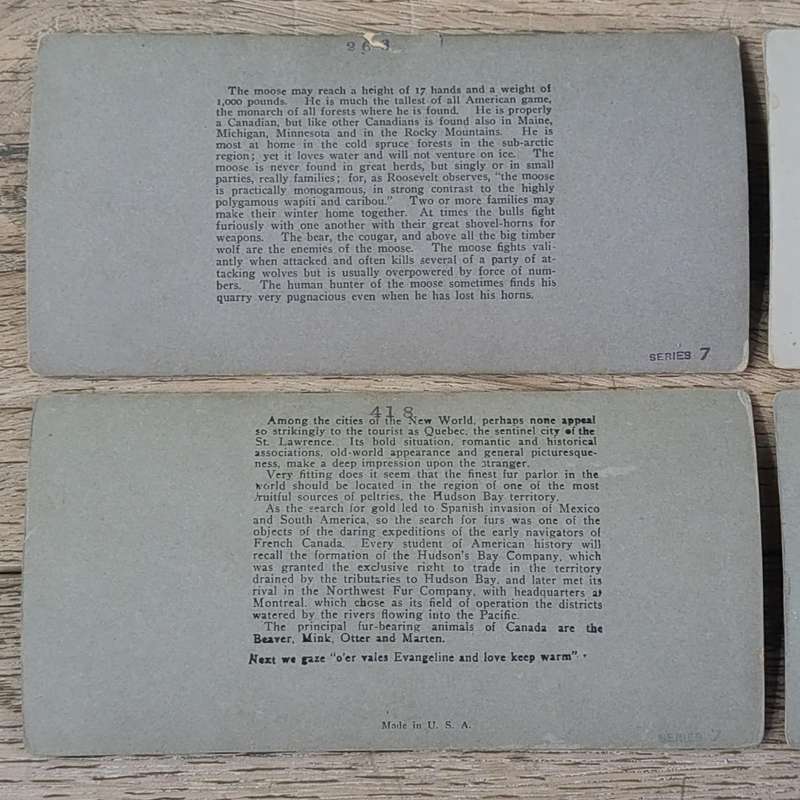 263
The moose may reach a height of 17 hands and a weight of
1,000 pounds. He is much the tallest of all American game,
the monarch of all forests where he is found. He is properly
a Canadian, but like other Canadians is found also in Maine,
Michigan, Minnesota and in the Rocky Mountains. He is
most at home in the cold spruce forests in the sub-arctic
region; yet it loves water and will not venture on ice. The
moose is never found in great herds, but singly or in small
parties, really families; for, as Roosevelt observes, "the moose
is practically monogamous, in strong contrast to the highly
polygamous wapiti and caribou." Two or more families may
make their winter home together. At times the bulls fight
furiously with one another with their great shovel-horns for
weapons. The bear, the cougar, and above all the big timber
wolf are the enemies of the moose. The moose fights vali-
antly when attacked and often kills several of a party of at-
tacking wolves but is usually overpowered by force of num-
bers. The human hunter of the moose sometimes finds his
quarry very pugnacious even when he has lost his horns.
SERIES 7
418
Among the cities of the New World, perhaps none appeal
so strikingly to the tourist as Quebec, the sentinel city of the
St. Lawrence. Its bold situation, romantic and historical
associations, old-world appearance and general picturesque-
ness, make a deep impression upon the stranger.
Very fitting does it seem that the finest fur parlor in the
world should be located in the region of one of the most
fruitful sources of peltries, the Hudson Bay territory.
As the search for gold led to Spanish invasion of Mexico
and South America, so the search for furs was one of the
objects of the daring expeditions of the early navigators of
French Canada. Every student of American history will
recall the formation of the Hudson's Bay Company, which
was granted the exclusive right to trade in the territory
drained by the tributaries to Hudson Bay, and later met its
rival in the Northwest Fur Company, with headquarters at
Montreal, which chose as its field of operation the districts
watered by the rivers flowing into the Pacific.
The principal fur-bearing animals of Canada are the
Beaver, Mink, Otter and Marten.
Next we gaze "o'er vales Evangeline and love keep warm"
Made in U. S. A.
SERIES 7